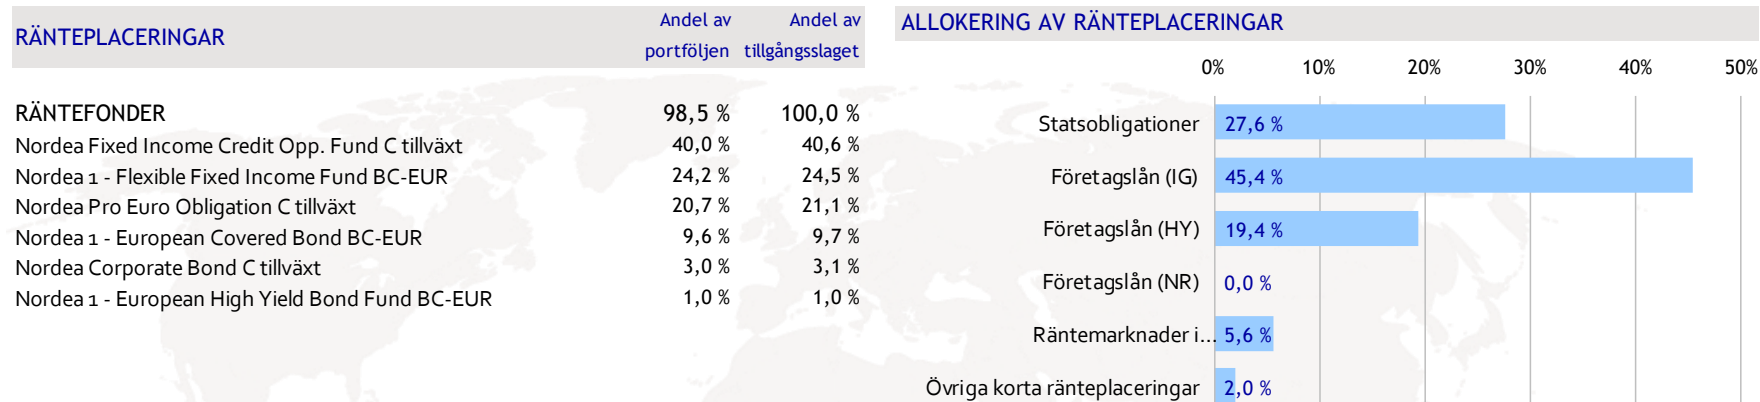 RÄNTEPLACERINGAR
Andel av portföljen
Andel av tillgångsslaget
RÄNTEFONDER 98,5 % 100,0 %
Nordea Fixed Income Credit Opp. Fund C tillväxt 40,0 % 40,6 %
Nordea 1 - Flexible Fixed Income Fund BC-EUR 24,2 % 24,5 %
Nordea Pro Euro Obligation C tillväxt 20,7 % 21,1 %
Nordea 1 - European Covered Bond BC-EUR 9,6 % 9,7 %
Nordea Corporate Bond C tillväxt 3,0 % 3,1 %
Nordea 1 - European High Yield Bond Fund BC-EUR 1,0 % 1,0 %
ALLOKERING AV RÄNTEPLACERINGAR
0% 10% 20% 30% 40% 50%
Statsobligationer 27,6 %
Företagslån (IG) 45,4 %
Företagslån (HY) 19,4 %
Företagslån (NR) 0,0 %
Räntemarknader i... 5,6 %
Övriga korta ränteplaceringar 2,0 %